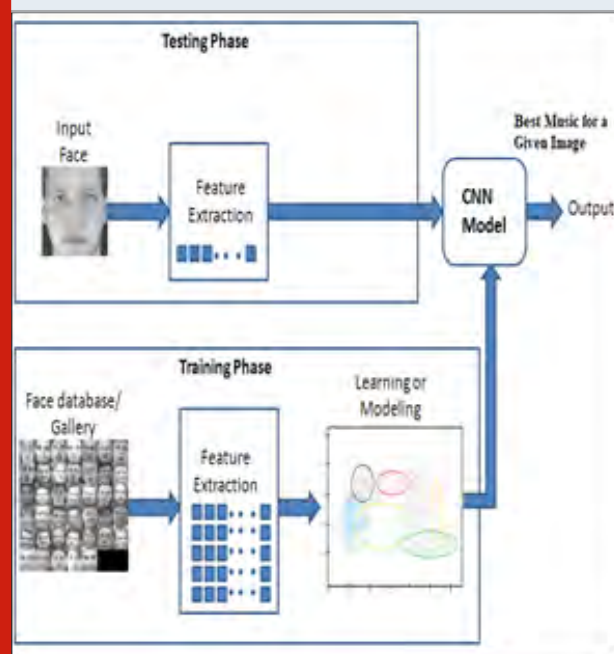 Testing Phase
Input
Face
Feature
Extraction
Best Music for a
Given Image
CNN
Model
Output
Training Phase
Face database/
Gallery
Feature
Extraction
Learning or
Modeling